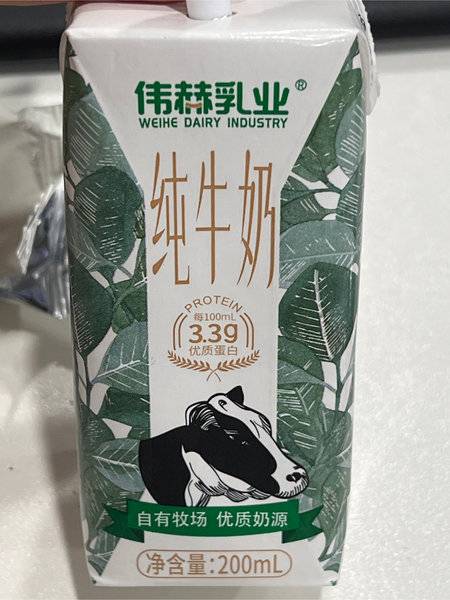 伟赫乳业®
WEIHE DAIRY INDUSTRY
纯牛奶
PROTEIN
每100mL
3.3g
优质蛋白
自有牧场 优质奶源
净含量:200mL